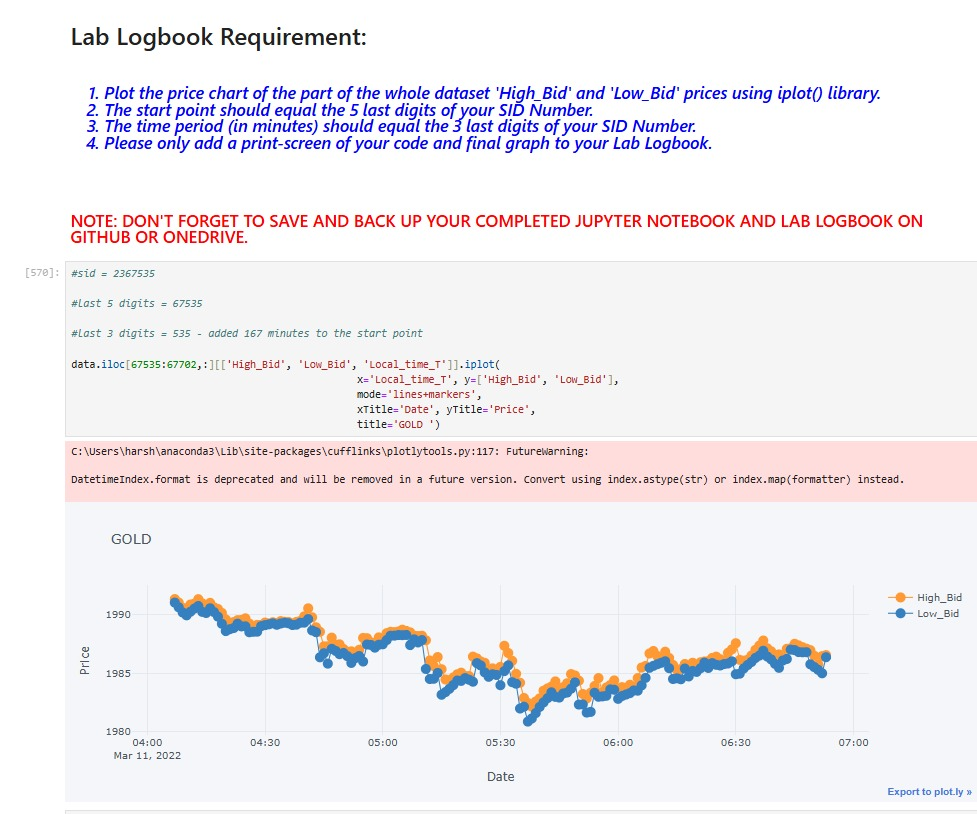 Lab Logbook Requirement:
1. Plot the price chart of the part of the whole dataset 'High_Bid' and 'Low_Bid' prices using iplot() library.
2. The start point should equal the 5 last digits of your SID Number.
3. The time period (in minutes) should equal the 3 last digits of your SID Number.
4. Please only add a print-screen of your code and final graph to your Lab Logbook.
NOTE: DON'T FORGET TO SAVE AND BACK UP YOUR COMPLETED JUPYTER NOTEBOOK AND LAB LOGBOOK ON
GITHUB OR ONEDRIVE.
[570]: #sid = 2367535
#Last 5 digits = 67535
#Last 3 digits = 535 - added 167 minutes to the start point
data.iloc[67535:67702,:][['High_Bid', 'Low_Bid', 'Local_time_T']].iplot(
x='Local_time_T', y=['High_Bid', 'Low_Bid'],
mode='lines+markers',
xTitle='Date', yTitle='Price',
title='GOLD ')
C:\Users\harsh\anaconda3\Lib\site-packages\cufflinks\plotlytools.py:117: FutureWarning:
DatetimeIndex.format is deprecated and will be removed in a future version. Convert using index.astype(str) or index.map(formatter) instead.
GOLD
High_Bid
Low_Bid
1990
1985
1980
Price
04:00 04:30 05:00 05:30 06:00 06:30 07:00
Mar 11, 2022
Date
Export to plot.ly »